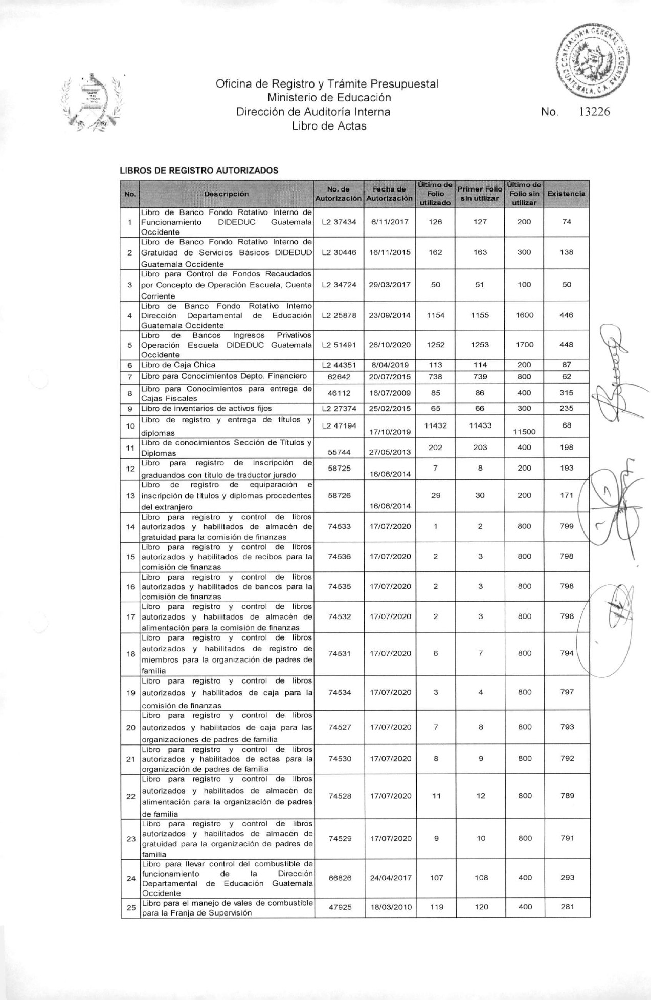 CONTRALORÍA GENERAL DE CUENTAS
GUATEMALA, C.A.
Oficina de Registro y Trámite Presupuestal
Ministerio de Educación
Dirección de Auditoría Interna
Libro de Actas
No. 13226
LIBROS DE REGISTRO AUTORIZADOS
No. Descripción No. de Autorización Fecha de Autorización Último de Folio utilizado Primer Folio sin utilizar Último de Folio sin utilizar Existencia
Libro de Banco Fondo Rotativo Interno de
1 Funcionamiento DIDEDUC Guatemala L2 37434 6/11/2017 126 127 200 74
Occidente
Libro de Banco Fondo Rotativo Interno de
2 Gratuidad de Servicios Básicos DIDEDUD L2 30446 16/11/2015 162 163 300 138
Guatemala Occidente
Libro para Control de Fondos Recaudados
3 por Concepto de Operación Escuela, Cuenta L2 34724 29/03/2017 50 51 100 50
Corriente
Libro de Banco Fondo Rotativo Interno
4 Dirección Departamental de Educación L2 25878 23/09/2014 1154 1155 1600 446
Guatemala Occidente
Libro de Bancos Ingresos Privativos
5 Operación Escuela DIDEDUC Guatemala L2 51491 26/10/2020 1252 1253 1700 448
Occidente
6 Libro de Caja Chica L2 44351 8/04/2019 113 114 200 87
7 Libro para Conocimientos Depto. Financiero 62642 20/07/2015 738 739 800 62
Libro para Conocimientos para entrega de
8 Cajas Fiscales 46112 16/07/2009 85 86 400 315
9 Libro de inventarios de activos fijos L2 27374 25/02/2015 65 66 300 235
Libro de registro y entrega de títulos y
10 diplomas L2 47194 17/10/2019 11432 11433 11500 68
Libro de conocimientos Sección de Títulos y
11 Diplomas 55744 27/05/2013 202 203 400 198
Libro para registro de inscripción de
12 graduandos con título de traductor jurado 58725 16/06/2014 7 8 200 193
Libro de registro de equiparación e
13 inscripción de títulos y diplomas procedentes 58726 16/06/2014 29 30 200 171
del extranjero
Libro para registro y control de libros
14 autorizados y habilitados de almacén de 74533 17/07/2020 1 2 800 799
gratuidad para la comisión de finanzas
Libro para registro y control de libros
15 autorizados y habilitados de recibos para la 74536 17/07/2020 2 3 800 798
comisión de finanzas
Libro para registro y control de libros
16 autorizados y habilitados de bancos para la 74535 17/07/2020 2 3 800 798
comisión de finanzas
Libro para registro y control de libros
17 autorizados y habilitados de almacén de 74532 17/07/2020 2 3 800 798
alimentación para la comisión de finanzas
Libro para registro y control de libros
autorizados y habilitados de registro de
18 miembros para la organización de padres de 74531 17/07/2020 6 7 800 794
familia
Libro para registro y control de libros
19 autorizados y habilitados de caja para la 74534 17/07/2020 3 4 800 797
comisión de finanzas
Libro para registro y control de libros
20 autorizados y habilitados de caja para las 74527 17/07/2020 7 8 800 793
organizaciones de padres de familia
Libro para registro y control de libros
21 autorizados y habilitados de actas para la 74530 17/07/2020 8 9 800 792
organización de padres de familia
Libro para registro y control de libros
autorizados y habilitados de almacén de
22 alimentación para la organización de padres 74528 17/07/2020 11 12 800 789
de familia
Libro para registro y control de libros
autorizados y habilitados de almacén de
23 gratuidad para la organización de padres de 74529 17/07/2020 9 10 800 791
familia
Libro para llevar control del combustible de
funcionamiento de la Dirección
24 Departamental de Educación Guatemala 66826 24/04/2017 107 108 400 293
Occidente
Libro para el manejo de vales de combustible
25 para la Franja de Supervisión 47925 18/03/2010 119 120 400 281